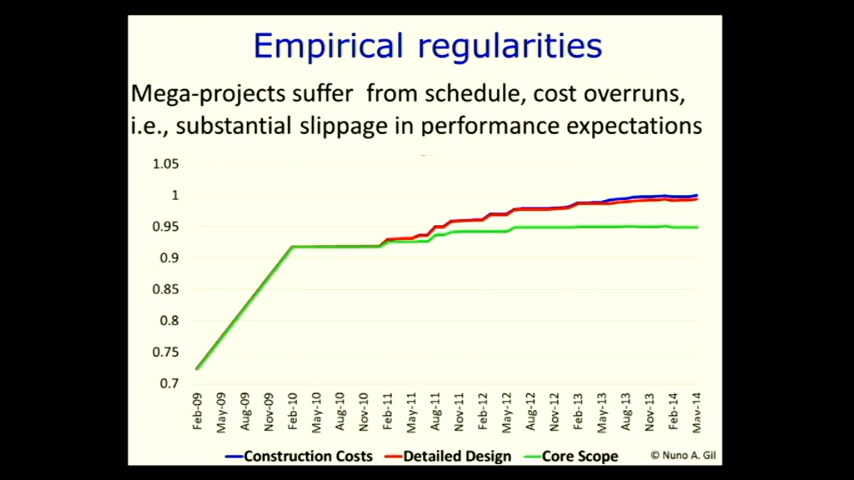 Empirical regularities
Mega-projects suffer from schedule, cost overruns,
i.e., substantial slippage in performance expectations
1.05
1
0.95
0.9
0.85
0.8
0.75
0.7
Feb-09
May-09
Aug-09
Nov-09
Feb-10
May-10
Aug-10
Nov-10
Feb-11
May-11
Aug-11
Nov-11
Feb-12
May-12
Aug-12
Nov-12
Feb-13
May-13
Aug-13
Nov-13
Feb-14
May-14
Construction Costs Detailed Design Core Scope © Nuno A. Gil